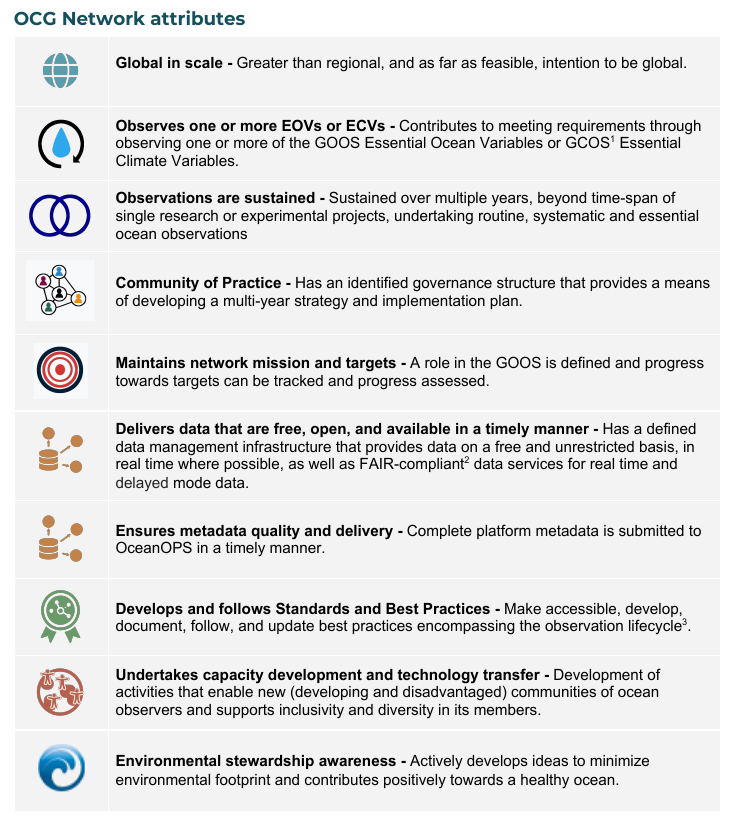 OCG Network attributes
Global in scale - Greater than regional, and as far as feasible, intention to be global.
Observes one or more EOVs or ECVs - Contributes to meeting requirements through
observing one or more of the GOOS Essential Ocean Variables or GCOS¹ Essential
Climate Variables.
Observations are sustained - Sustained over multiple years, beyond time-span of
single research or experimental projects, undertaking routine, systematic and essential
ocean observations
Community of Practice - Has an identified governance structure that provides a means
of developing a multi-year strategy and implementation plan.
Maintains network mission and targets - A role in the GOOS is defined and progress
towards targets can be tracked and progress assessed.
Delivers data that are free, open, and available in a timely manner - Has a defined
data management infrastructure that provides data on a free and unrestricted basis, in
real time where possible, as well as FAIR-compliant² data services for real time and
delayed mode data.
Ensures metadata quality and delivery - Complete platform metadata is submitted to
OceanOPS in a timely manner.
Develops and follows Standards and Best Practices - Make accessible, develop,
document, follow, and update best practices encompassing the observation lifecycle³.
Undertakes capacity development and technology transfer - Development of
activities that enable new (developing and disadvantaged) communities of ocean
observers and supports inclusivity and diversity in its members.
Environmental stewardship awareness - Actively develops ideas to minimize
environmental footprint and contributes positively towards a healthy ocean.